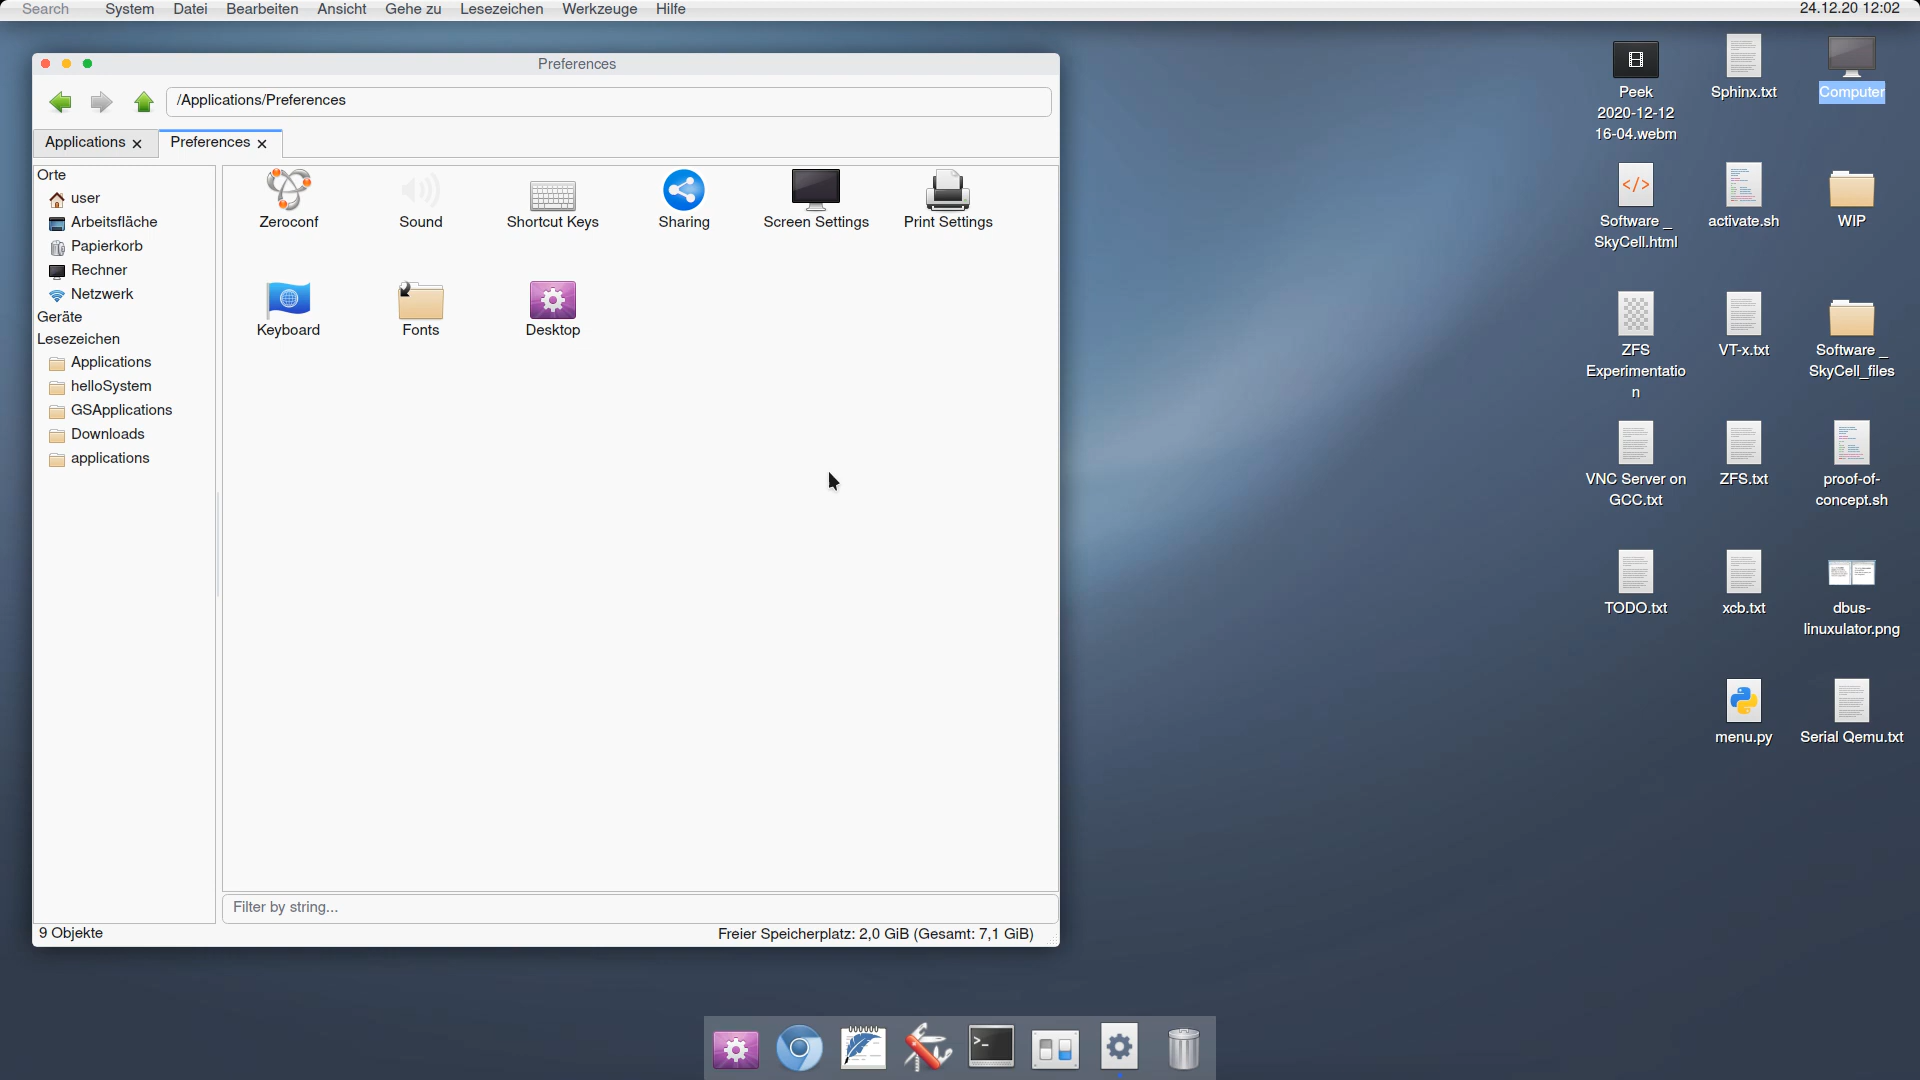 Search System Datei Bearbeiten Ansicht Gehe zu Lesezeichen Werkzeuge Hilfe 24.12.20 12:02
Preferences
/Applications/Preferences
Applications Preferences
Orte
user
Arbeitsfläche
Papierkorb
Rechner
Netzwerk
Geräte
Lesezeichen
Applications
helloSystem
GSApplications
Downloads
applications
Zeroconf Sound Shortcut Keys Sharing Screen Settings Print Settings
Keyboard Fonts Desktop
Filter by string...
9 Objekte Freier Speicherplatz: 2,0 GiB (Gesamt: 7,1 GiB)
Peek
2020-12-12
16-04.webm
Sphinx.txt
Computer
</>
Software _
SkyCell.html
activate.sh
WIP
ZFS
Experimentatio
n
VT-x.txt
Software _
SkyCell_files
VNC Server on
GCC.txt
ZFS.txt
proof-of-
concept.sh
TODO.txt
xcb.txt
dbus-
linuxulator.png
menu.py
Serial Qemu.txt
>_